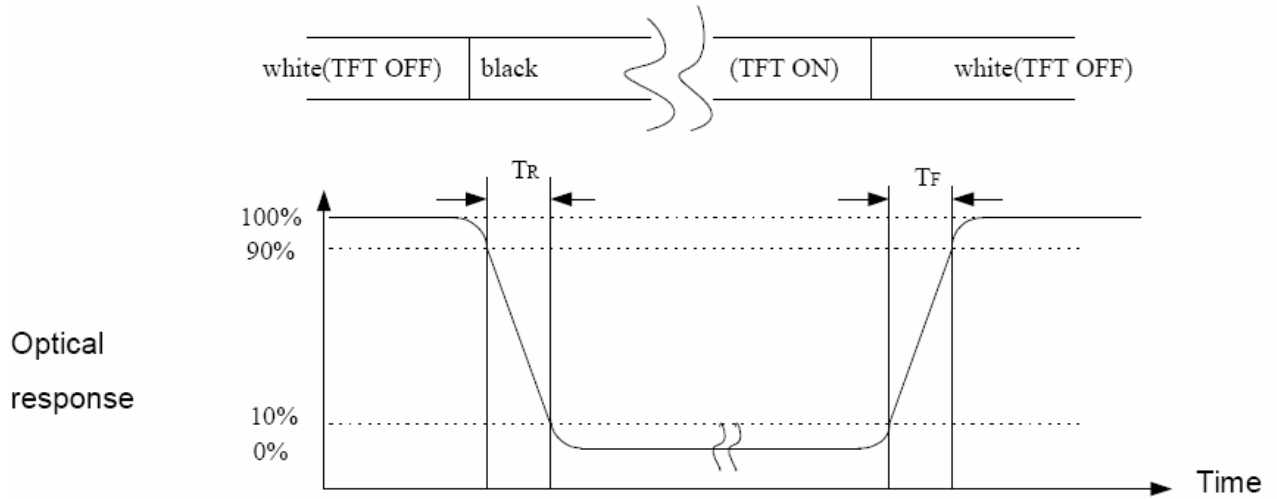 white(TFT OFF) black (TFT ON) white(TFT OFF)
TR TF
100%
90%
Optical
response
10%
0%
Time